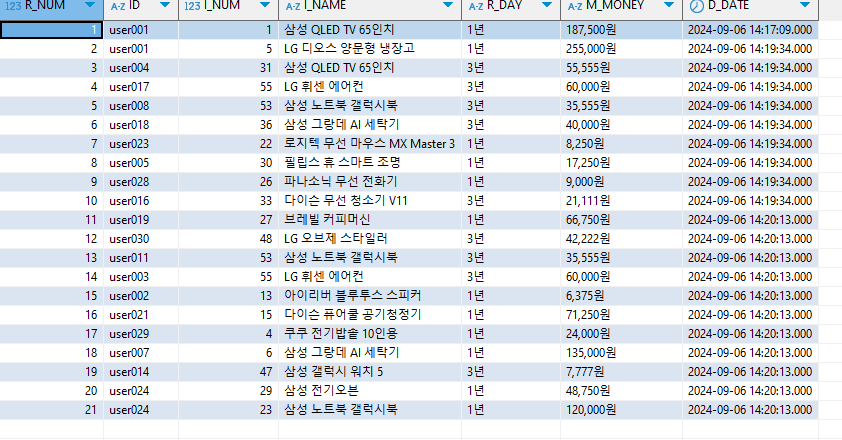 123 R_NUM A-Z ID 123 I_NUM A-Z I_NAME A-Z R_DAY A-Z M_MONEY D_DATE
1 user001 1 삼성 QLED TV 65인치 1년 187,500원 2024-09-06 14:17:09.000
2 user001 5 LG 디오스 양문형 냉장고 1년 255,000원 2024-09-06 14:19:34.000
3 user004 31 삼성 QLED TV 65인치 3년 55,555원 2024-09-06 14:19:34.000
4 user017 55 LG 휘센 에어컨 3년 60,000원 2024-09-06 14:19:34.000
5 user008 53 삼성 노트북 갤럭시북 3년 35,555원 2024-09-06 14:19:34.000
6 user018 36 삼성 그랑데 AI 세탁기 3년 40,000원 2024-09-06 14:19:34.000
7 user023 22 로지텍 무선 마우스 MX Master 3 1년 8,250원 2024-09-06 14:19:34.000
8 user005 30 필립스 휴 스마트 조명 1년 17,250원 2024-09-06 14:19:34.000
9 user028 26 파나소닉 무선 전화기 1년 9,000원 2024-09-06 14:19:34.000
10 user016 33 다이슨 무선 청소기 V11 3년 21,111원 2024-09-06 14:19:34.000
11 user019 27 브레빌 커피머신 1년 66,750원 2024-09-06 14:20:13.000
12 user030 48 LG 오브제 스타일러 3년 42,222원 2024-09-06 14:20:13.000
13 user011 53 삼성 노트북 갤럭시북 3년 35,555원 2024-09-06 14:20:13.000
14 user003 55 LG 휘센 에어컨 3년 60,000원 2024-09-06 14:20:13.000
15 user002 13 아이리버 블루투스 스피커 1년 6,375원 2024-09-06 14:20:13.000
16 user021 15 다이슨 퓨어쿨 공기청정기 1년 71,250원 2024-09-06 14:20:13.000
17 user029 4 쿠쿠 전기밥솥 10인용 1년 24,000원 2024-09-06 14:20:13.000
18 user007 6 삼성 그랑데 AI 세탁기 1년 135,000원 2024-09-06 14:20:13.000
19 user014 47 삼성 갤럭시 워치 5 3년 7,777원 2024-09-06 14:20:13.000
20 user024 29 삼성 전기오븐 1년 48,750원 2024-09-06 14:20:13.000
21 user024 23 삼성 노트북 갤럭시북 1년 120,000원 2024-09-06 14:20:13.000